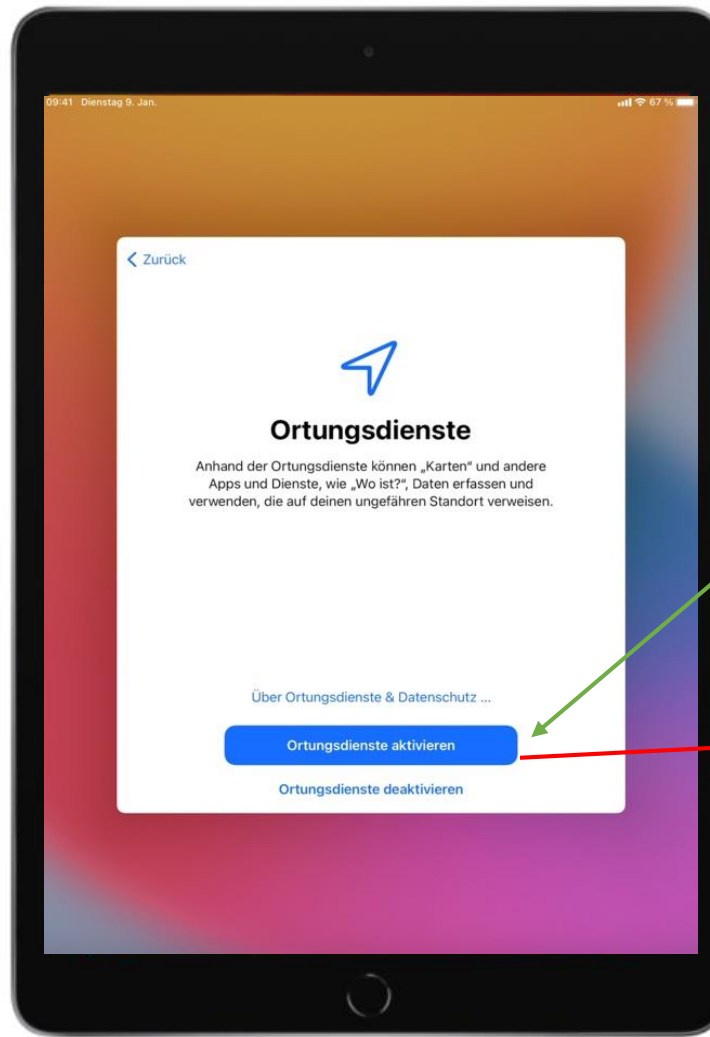 09:41 Dienstag 9. Jan.
67 %
Zurück
Ortungsdienste
Anhand der Ortungsdienste können „Karten“ und andere
Apps und Dienste, wie „Wo ist?“, Daten erfassen und
verwenden, die auf deinen ungefähren Standort verweisen.
Über Ortungsdienste & Datenschutz ...
Ortungsdienste aktivieren
Ortungsdienste deaktivieren